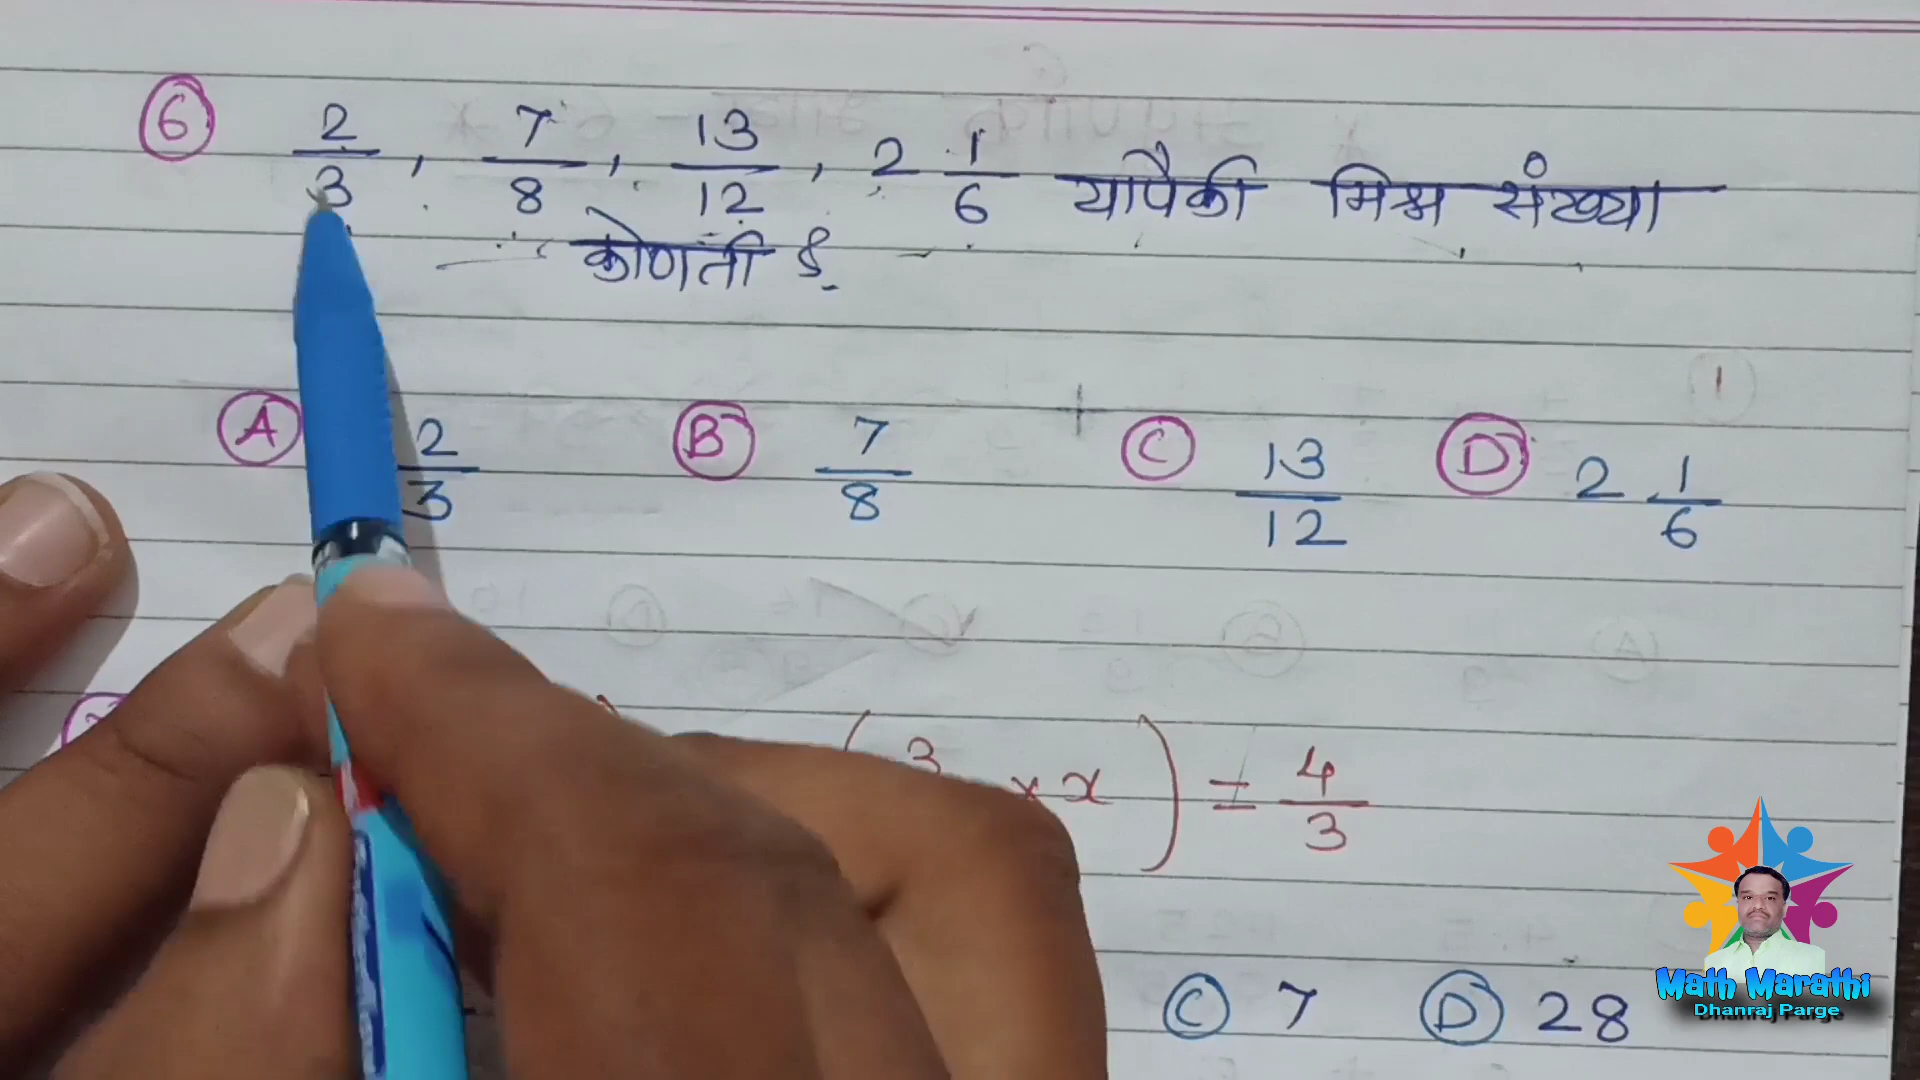 6 2/3, 7/8, 13/12, 2 1/6 यापैकी मिश्र संख्या
कोणती ?
A 2/3 B 7/8 C 13/12 D 2 1/6
( 3 × x ) = 4/3
C 7 D 28
Math Marathi
Dhanraj Parge